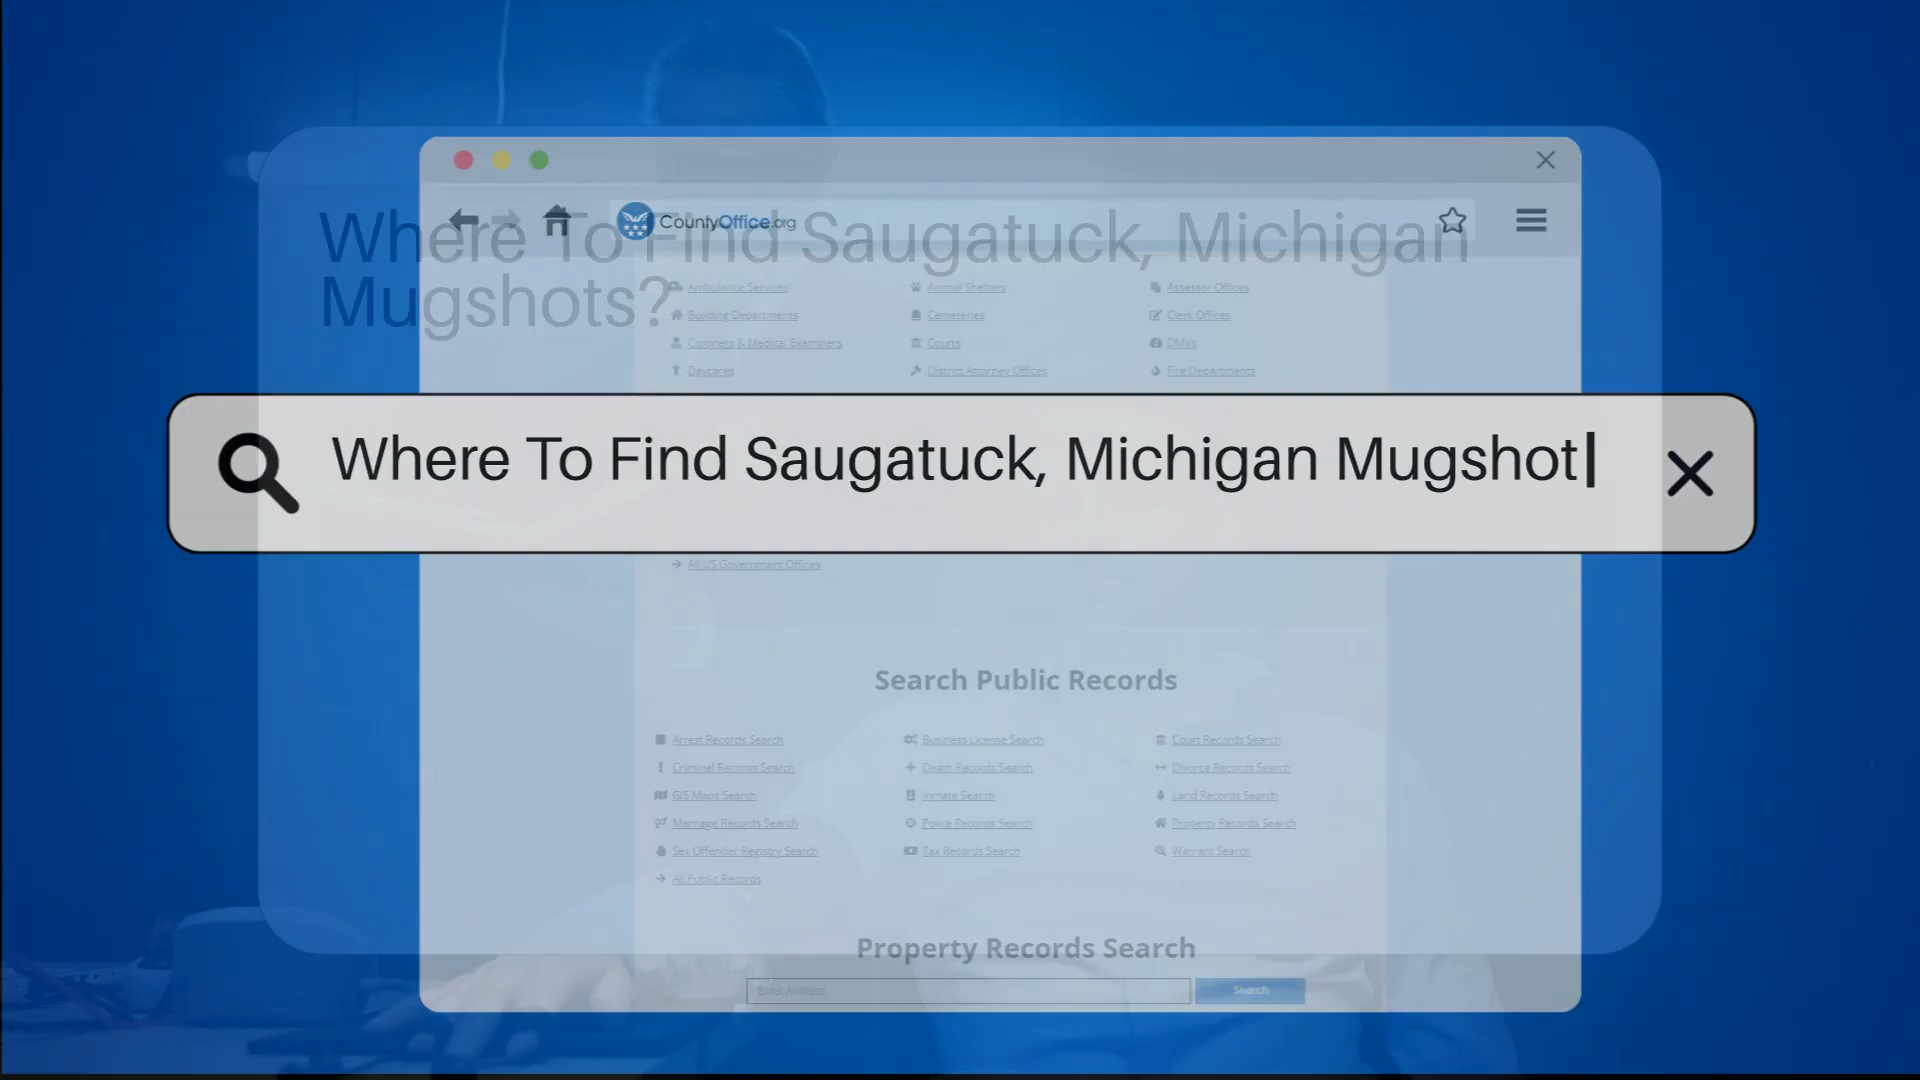 CountyOffice.org
Where To Find Saugatuck, Michigan
Mugshots?
Ambulance Services
Animal Shelters
Assessor Offices
Building Departments
Cemeteries
Clerk Offices
Coroners & Medical Examiners
Courts
DMVs
Daycares
District Attorney Offices
Fire Departments
Where To Find Saugatuck, Michigan Mugshot
All US Government Offices
Search Public Records
Arrest Records Search
Business License Search
Court Records Search
Criminal Records Search
Death Records Search
Divorce Records Search
GIS Maps Search
Inmate Search
Land Records Search
Marriage Records Search
Police Records Search
Property Records Search
Sex Offender Registry Search
Tax Records Search
Warrant Search
All Public Records
Property Records Search
Enter Address
Search